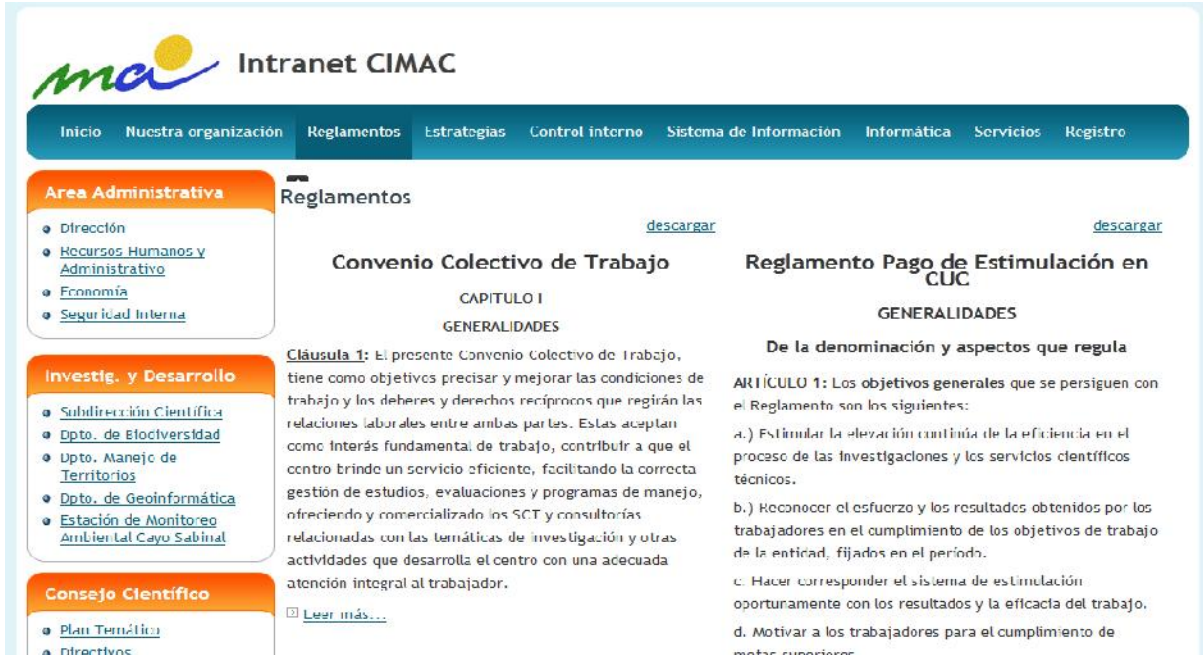 ma
Intranet CIMAC
Inicio Nuestra organización Reglamentos Estrategias Control interno Sistema de Información Informática Servicios Registro
Area Administrativa
Dirección
Recursos Humanos y
Administrativo
Economía
Seguridad Interna
Investig. y Desarrollo
Subdirección Científica
Dpto. de Biodiversidad
Dpto. Manejo de
Territorios
Dpto. de Geoinformática
Estación de Monitoreo
Ambiental Cayo Sabinal
Consejo Científico
Plan Temático
Directivos
Reglamentos
descargar
Convenio Colectivo de Trabajo
CAPITULO I
GENERALIDADES
Cláusula 1: El presente Convenio Colectivo de Trabajo,
tiene como objetivos precisar y mejorar las condiciones de
trabajo y los deberes y derechos recíprocos que regirán las
relaciones laborales entre ambas partes. Estas aceptan
como interés fundamental de trabajo, contribuir a que el
centro brinde un servicio eficiente, facilitando la correcta
gestión de estudios, evaluaciones y programas de manejo,
ofreciendo y comercializado los SCT y consultorías
relacionadas con las temáticas de investigación y otras
actividades que desarrolla el centro con una adecuada
atención integral al trabajador.
Leer más...
descargar
Reglamento Pago de Estimulación en
CUC
GENERALIDADES
De la denominación y aspectos que regula
ARTÍCULO 1: Los objetivos generales que se persiguen con
el Reglamento son los siguientes:
a.) Estimular la elevación continúa de la eficiencia en el
proceso de las investigaciones y los servicios científicos
técnicos.
b.) Reconocer el esfuerzo y los resultados obtenidos por los
trabajadores en el cumplimiento de los objetivos de trabajo
de la entidad, fijados en el período.
c. Hacer corresponder el sistema de estimulación
oportunamente con los resultados y la eficacia del trabajo.
d. Motivar a los trabajadores para el cumplimiento de
metas superiores